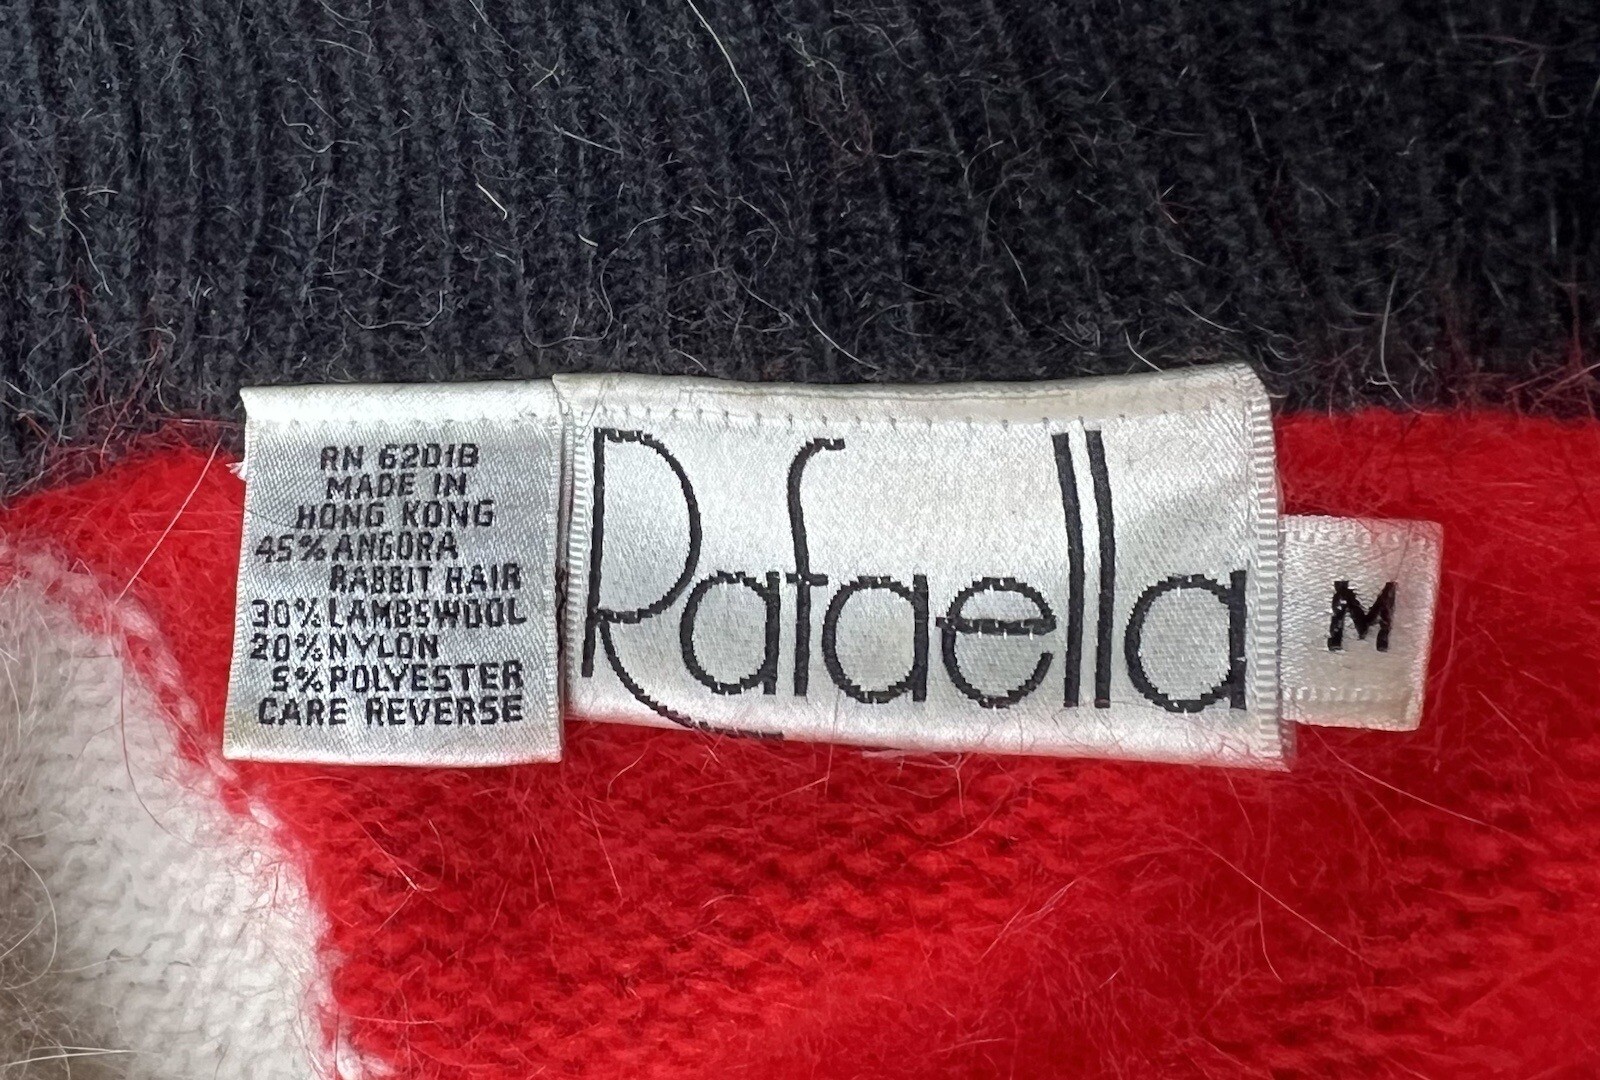 RN 62018
MADE IN
HONG KONG
45% ANGORA
RABBIT HAIR
30% LAMBSWOOL
20% NYLON
5% POLYESTER
CARE REVERSE
Rafaella
M